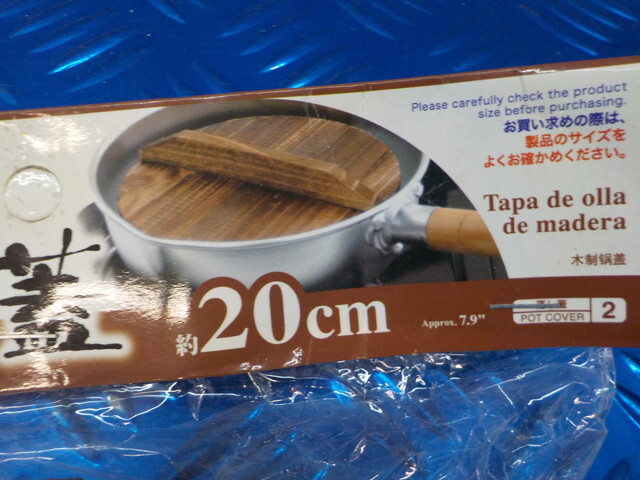 Please carefully check the product
size before purchasing.
お買い求めの際は、
製品のサイズを
よくお確かめください。
Tapa de olla
de madera
木制锅盖
蓋
約20cm
Approx. 7.9"
POT COVER 2